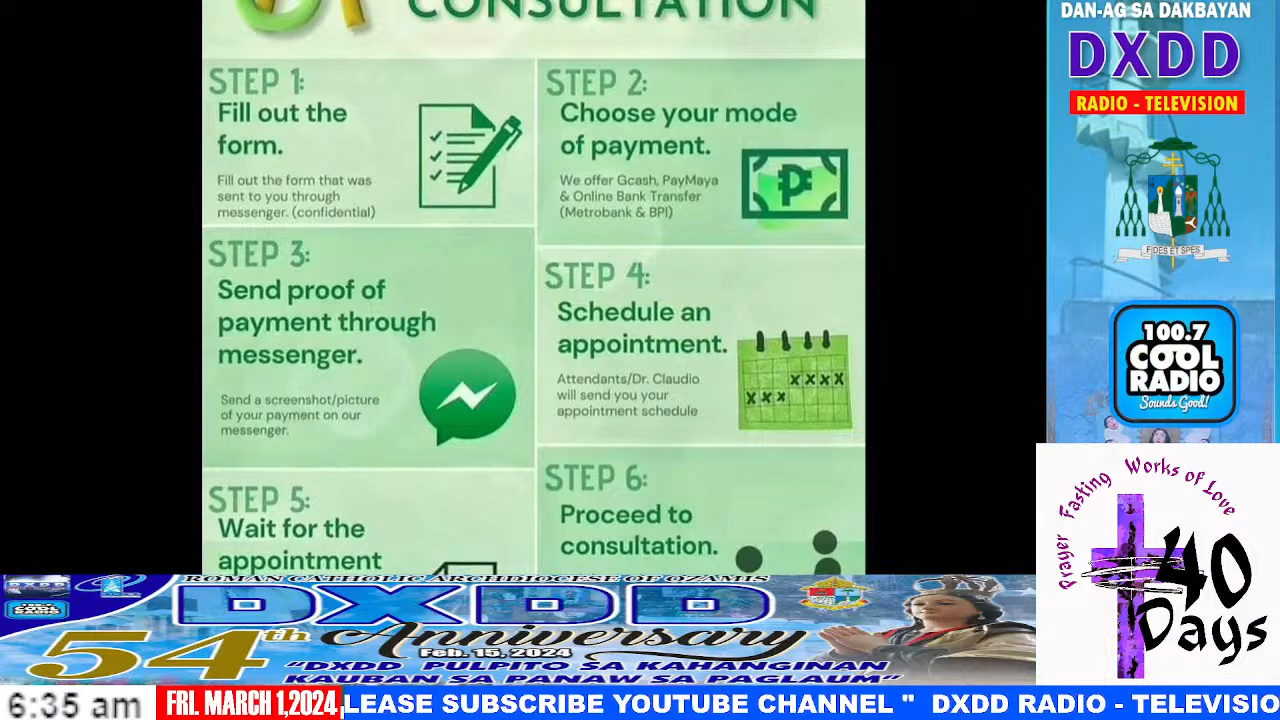 CONSULTATION
STEP 1:
Fill out the
form.
Fill out the form that was
sent to you through
messenger. (confidential)
STEP 2:
Choose your mode
of payment.
We offer Gcash, PayMaya
& Online Bank Transfer
(Metrobank & BPI)
STEP 3:
Send proof of
payment through
messenger.
Send a screenshot/picture
of your payment on our
messenger.
STEP 4:
Schedule an
appointment.
Attendants/Dr. Claudio
will send you your
appointment schedule
STEP 5:
Wait for the
appointment
STEP 6:
Proceed to
consultation.
DAN-AG SA DAKBAYAN
DXDD
RADIO - TELEVISION
FIDES ET SPES
100.7
COOL
RADIO
Sounds Good!
Prayer Fasting Works of Love
40
Days
ROMAN CATHOLIC ARCHDIOCESE OF OZAMIS
DXDD
54th Anniversary
Feb. 15, 2024
"DXDD PULPITO SA KAHANGINAN
KAUBAN SA PANAW SA PAGLAUM"
6:35 am
FRI. MARCH 1,2024
LEASE SUBSCRIBE YOUTUBE CHANNEL " DXDD RADIO - TELEVISIO